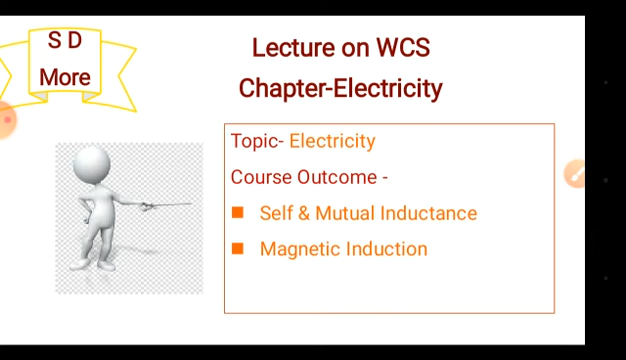 S D
More
Lecture on WCS
Chapter-Electricity
Topic- Electricity
Course Outcome -
Self & Mutual Inductance
Magnetic Induction